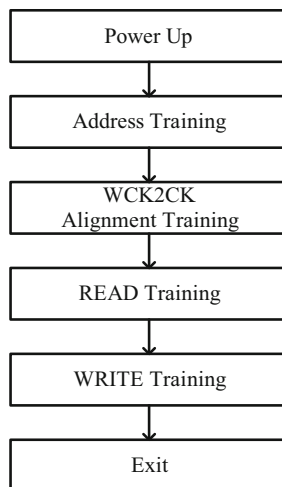 Power Up
Address Training
WCK2CK
Alignment Training
READ Training
WRITE Training
Exit